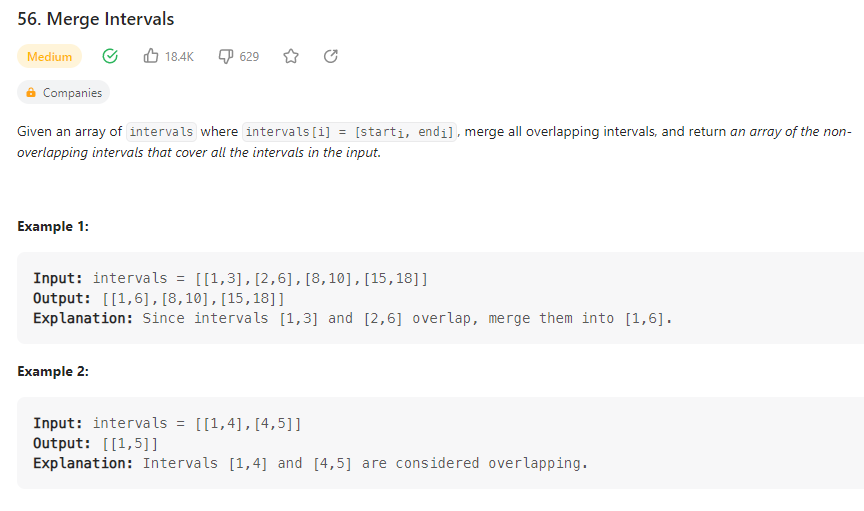 56. Merge Intervals
Medium 18.4K 629
Companies
Given an array of intervals where intervals[i] = [starti, endi], merge all overlapping intervals, and return an array of the non-
overlapping intervals that cover all the intervals in the input.
Example 1:
Input: intervals = [[1,3],[2,6],[8,10],[15,18]]
Output: [[1,6],[8,10],[15,18]]
Explanation: Since intervals [1,3] and [2,6] overlap, merge them into [1,6].
Example 2:
Input: intervals = [[1,4],[4,5]]
Output: [[1,5]]
Explanation: Intervals [1,4] and [4,5] are considered overlapping.